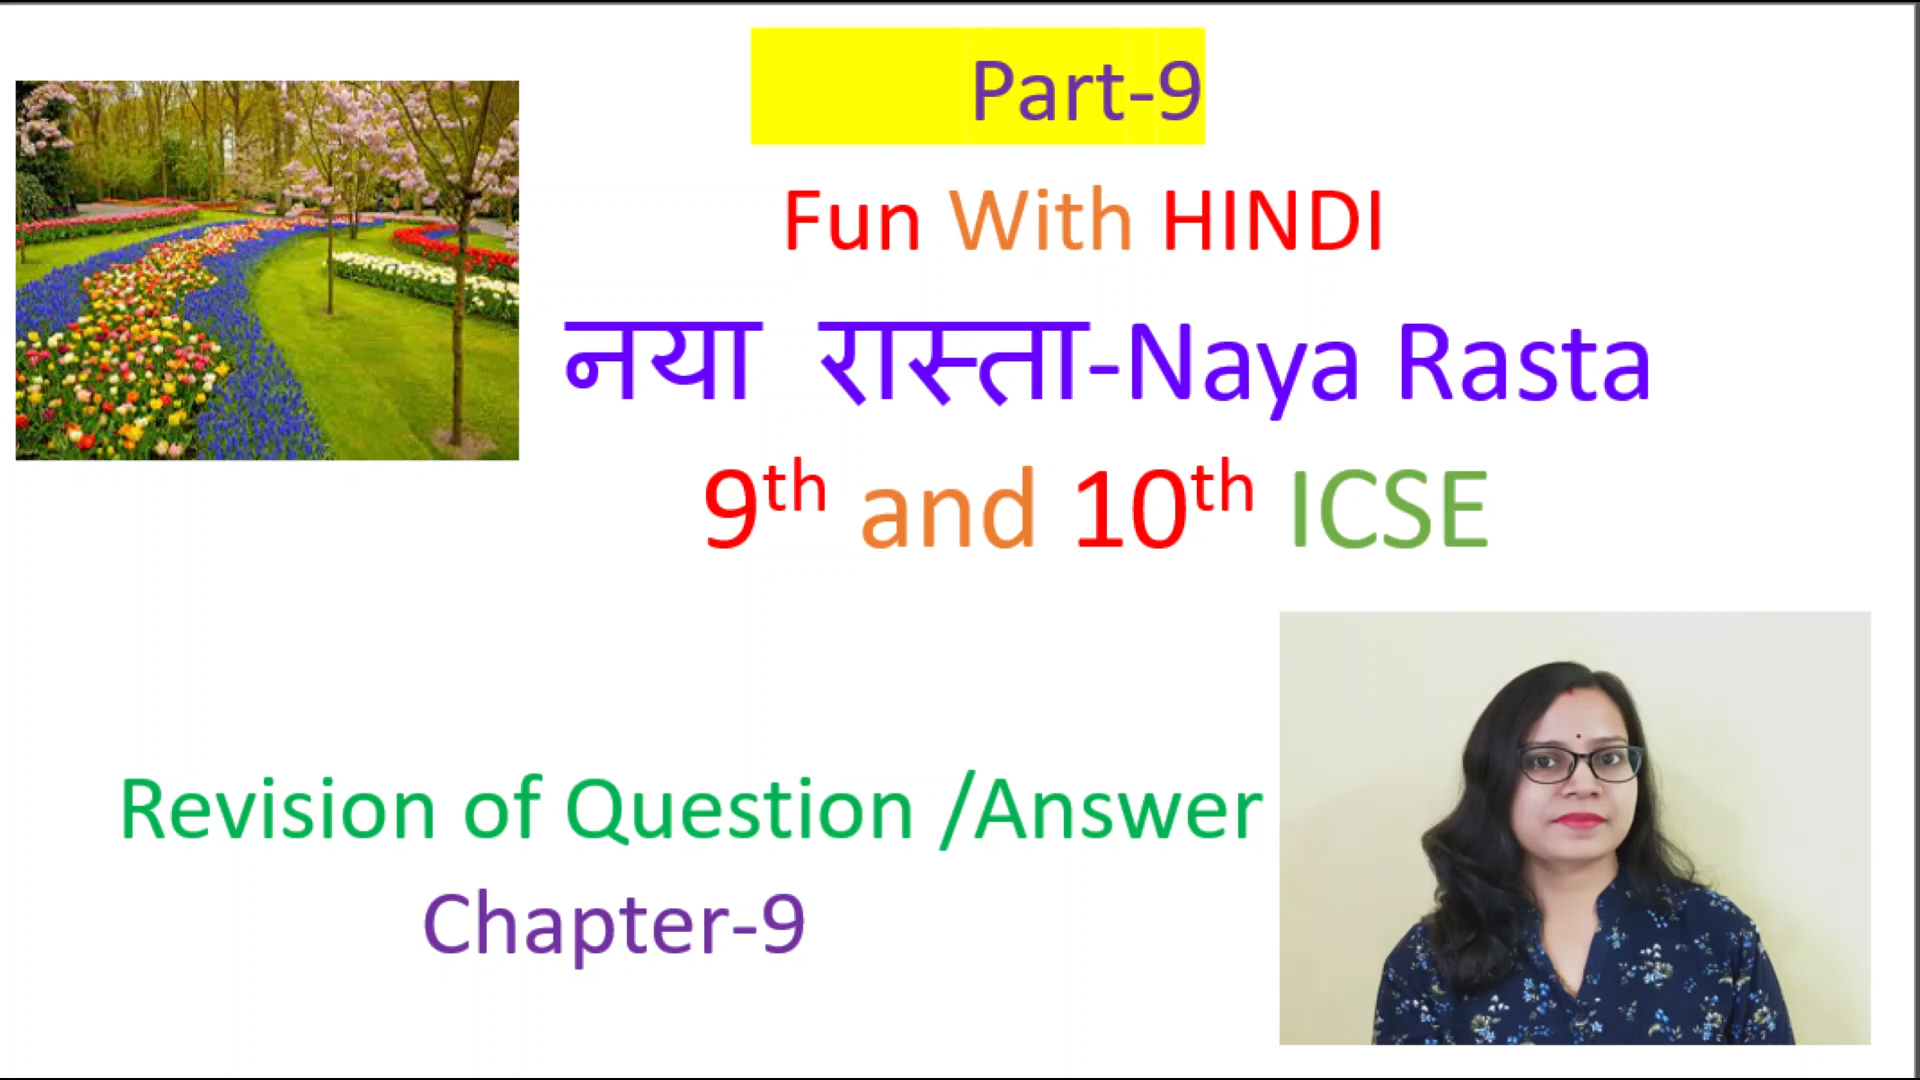 Part-9
Fun With HINDI
नया रास्ता-Naya Rasta
9th and 10th ICSE
Revision of Question /Answer
Chapter-9